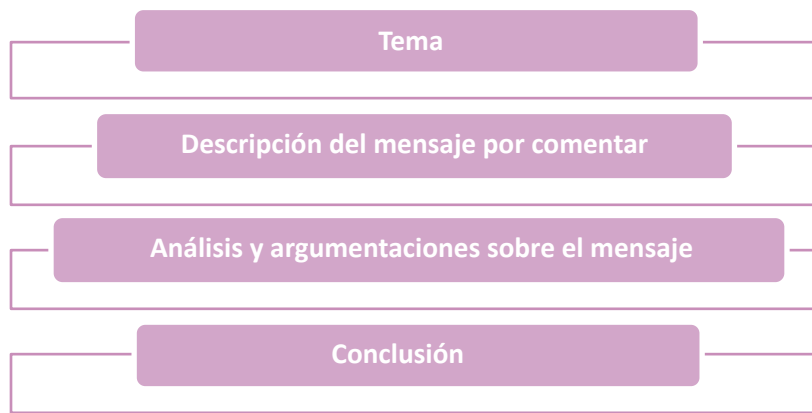 Tema
Descripción del mensaje por comentar
Análisis y argumentaciones sobre el mensaje
Conclusión